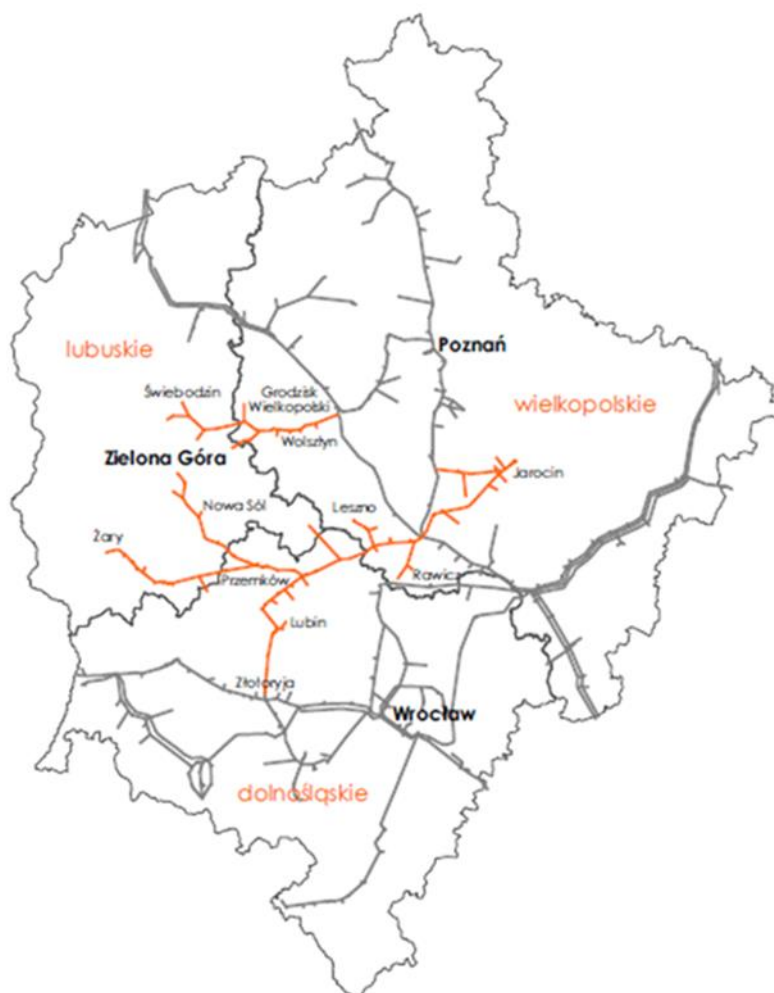 Poznań
lubuskie
Świebodzin
Grodzisk
Wielkopolski
wielkopolskie
Wolsztyn
Zielona Góra
Jarocin
Nowa Sól
Leszno
Żary
Przemków
Rawicz
Lubin
Złotoryja
Wrocław
dolnośląskie